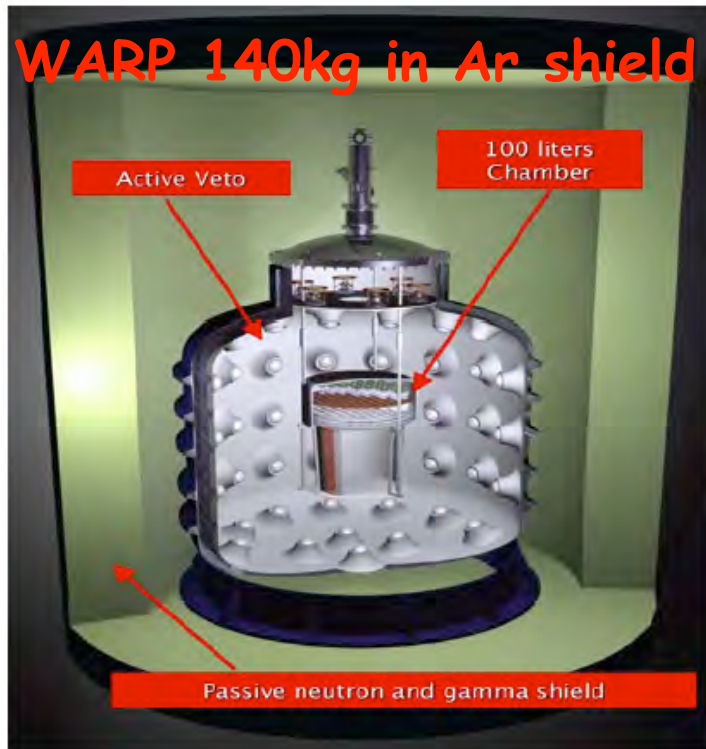 WARP 140kg in Ar shield
Active Veto
100 liters
Chamber
Passive neutron and gamma shield